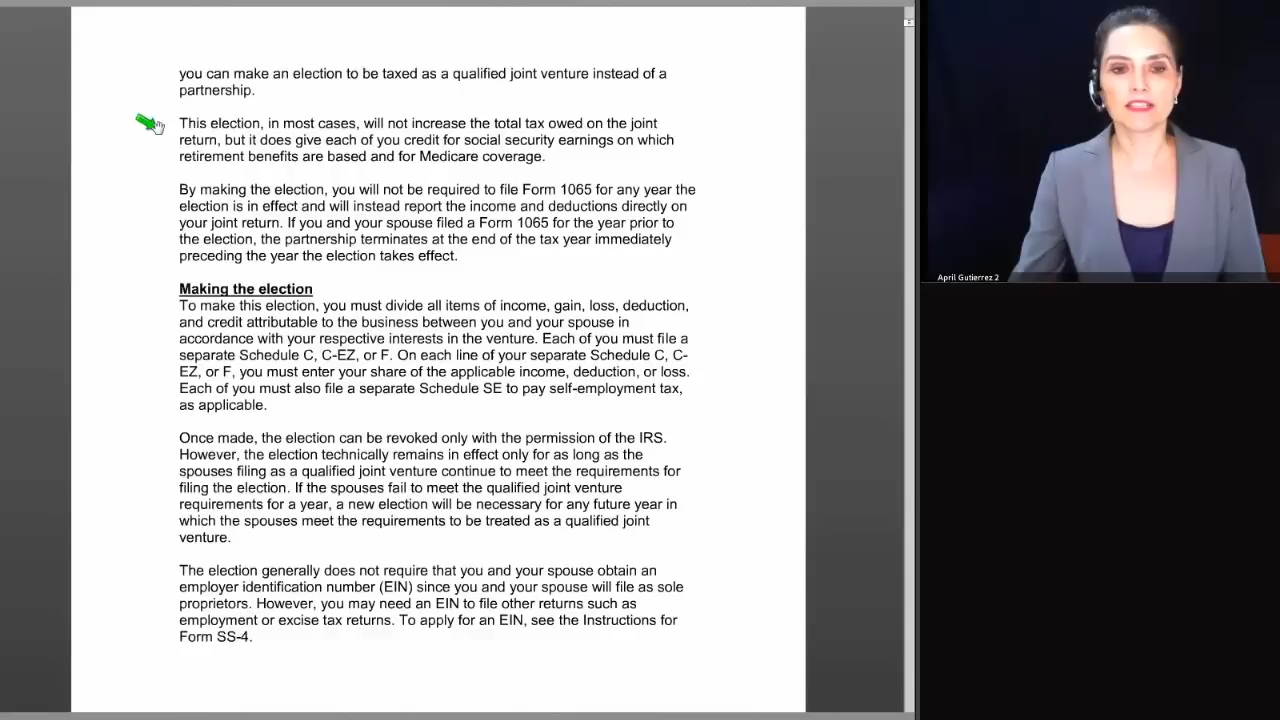 you can make an election to be taxed as a qualified joint venture instead of a
partnership.
This election, in most cases, will not increase the total tax owed on the joint
return, but it does give each of you credit for social security earnings on which
retirement benefits are based and for Medicare coverage.
By making the election, you will not be required to file Form 1065 for any year the
election is in effect and will instead report the income and deductions directly on
your joint return. If you and your spouse filed a Form 1065 for the year prior to
the election, the partnership terminates at the end of the tax year immediately
preceding the year the election takes effect.
Making the election
To make this election, you must divide all items of income, gain, loss, deduction,
and credit attributable to the business between you and your spouse in
accordance with your respective interests in the venture. Each of you must file a
separate Schedule C, C-EZ, or F. On each line of your separate Schedule C, C-
EZ, or F, you must enter your share of the applicable income, deduction, or loss.
Each of you must also file a separate Schedule SE to pay self-employment tax,
as applicable.
Once made, the election can be revoked only with the permission of the IRS.
However, the election technically remains in effect only for as long as the
spouses filing as a qualified joint venture continue to meet the requirements for
filing the election. If the spouses fail to meet the qualified joint venture
requirements for a year, a new election will be necessary for any future year in
which the spouses meet the requirements to be treated as a qualified joint
venture.
The election generally does not require that you and your spouse obtain an
employer identification number (EIN) since you and your spouse will file as sole
proprietors. However, you may need an EIN to file other returns such as
employment or excise tax returns. To apply for an EIN, see the Instructions for
Form SS-4.
April Gutierrez 2